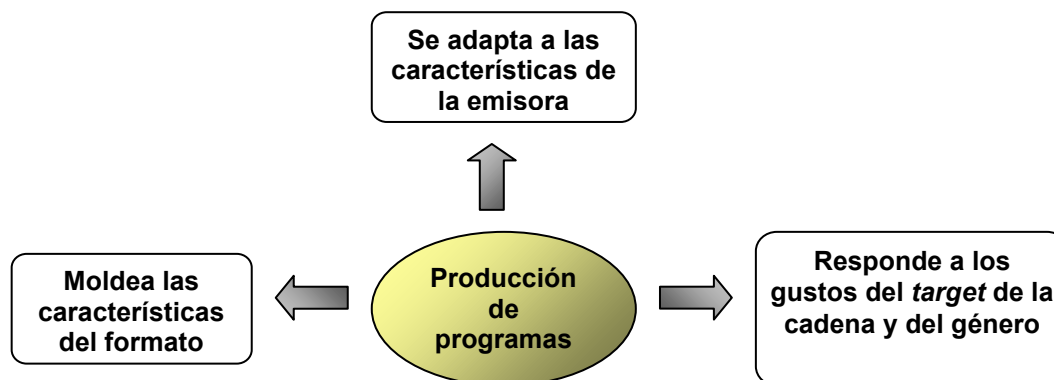 Se adapta a las
características de
la emisora
Moldea las
características
del formato
Producción
de
programas
Responde a los
gustos del target de la
cadena y del género